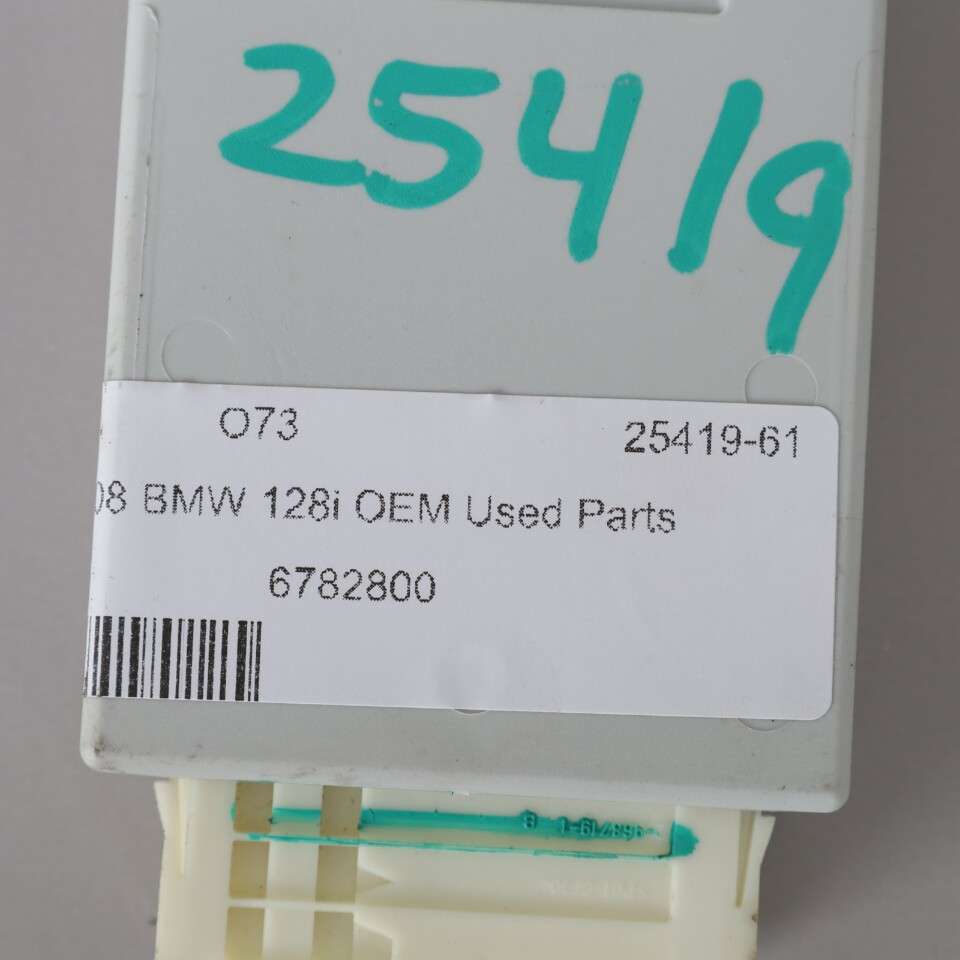 25419
O73 25419-61
08 BMW 128i OEM Used Parts
6782800